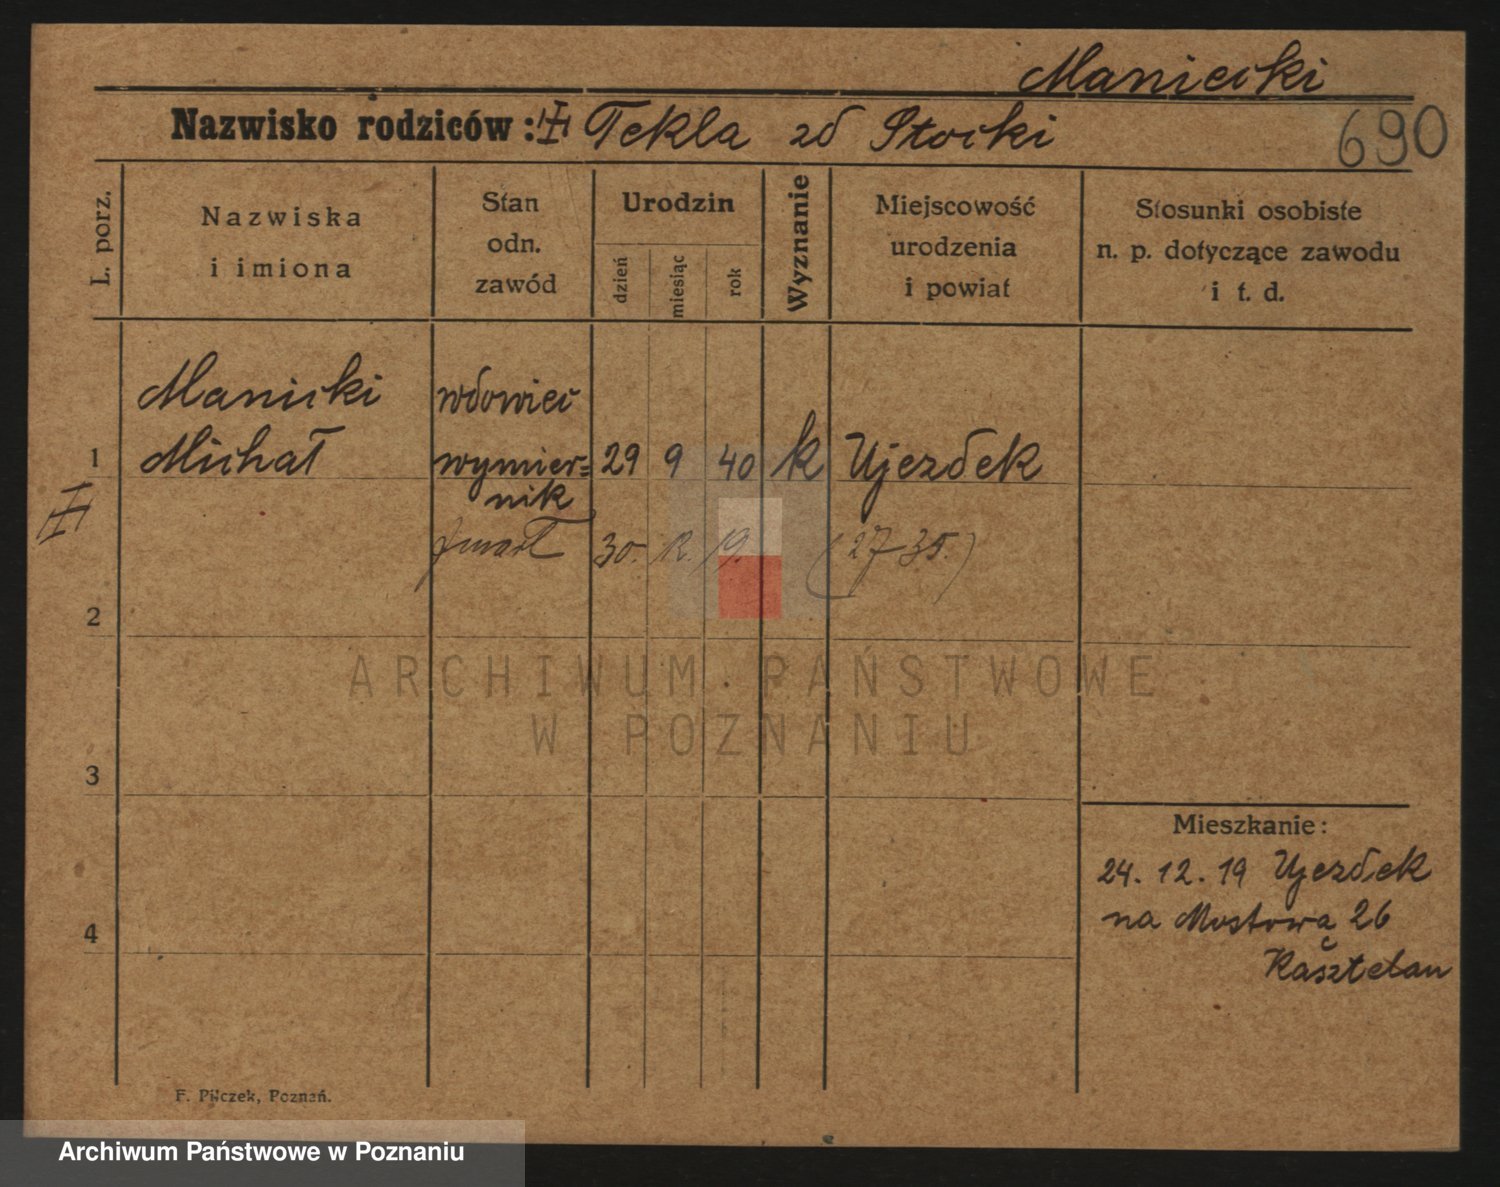 Maniecki
Nazwisko rodziców: Tekla zd Stocki
690
L. porz.
Nazwiska
i imiona
Stan
odn.
zawód
Urodzin
dzień
miesiąc
rok
Wyznanie
Miejscowość
urodzenia
i powiat
Stosunki osobiste
n. p. dotyczące zawodu
i t. d.
Maniecki wdowiec
1 Michał wymier= 29 9 40 k Ujezdek
nik
zmarł 30. 12. 19. (27 35.)
2
ARCHIWUM PAŃSTWOWE
W POZNANIU
3
Mieszkanie:
24. 12. 19 Ujezdek
na Mostowa 26
4
c
Kasztelan
F. Pilczek, Poznań.
Archiwum Państwowe w Poznaniu